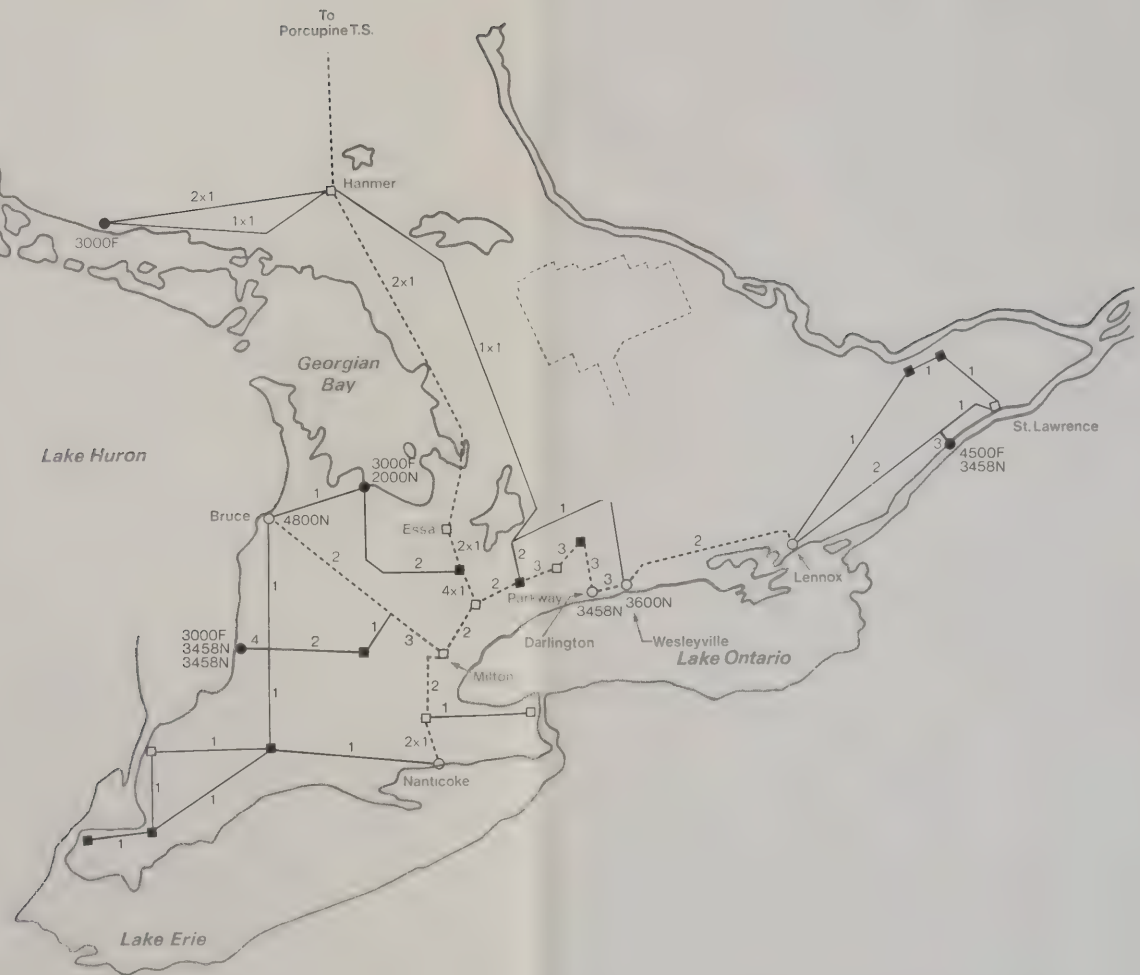 To
Porcupine T.S.
Hanmer
2×1
1×1
3000F
2×1
1×1
Georgian
Bay
Lake Huron
1
1
1
1
St. Lawrence
3
4500F
3458N
2
3000F
2000N
1
Bruce
4800N
Essa
2×1
2
4×1
2
2
1
3
3
3
3
Parkway
3458N
3600N
2
Lennox
Darlington
Wesleyville
Lake Ontario
1
3000F
3458N
3458N
4
2
1
3
2
Milton
1
2
1
2×1
Nanticoke
1
1
1
1
1
Lake Erie